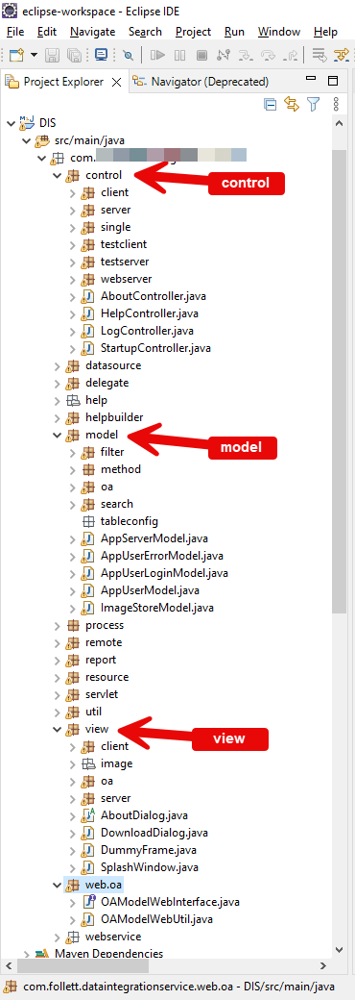 eclipse-workspace - Eclipse IDE
File Edit Navigate Search Project Run Window Help
Project Explorer Navigator (Deprecated)
DIS
src/main/java
com.
control
control
client
server
single
testclient
testserver
webserver
AboutController.java
HelpController.java
LogController.java
StartupController.java
datasource
delegate
help
helpbuilder
model
model
filter
method
oa
search
tableconfig
AppServerModel.java
AppUserErrorModel.java
AppUserLoginModel.java
AppUserModel.java
ImageStoreModel.java
process
remote
report
resource
servlet
util
view
view
client
image
oa
server
AboutDialog.java
DownloadDialog.java
DummyFrame.java
SplashWindow.java
web.oa
OAModelWebInterface.java
OAModelWebUtil.java
webservice
Maven Dependencies
com.follett.dataintegrationservice.web.oa - DIS/src/main/java